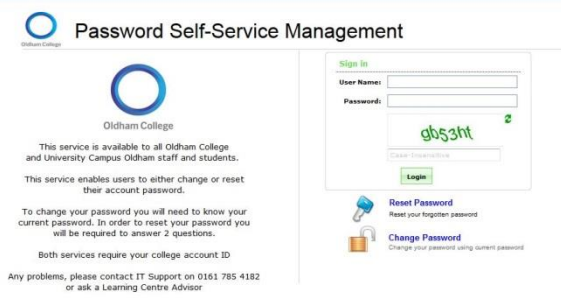 Oldham College
Password Self-Service Management
Oldham College
This service is available to all Oldham College
and University Campus Oldham staff and students.
This service enables users to either change or reset
their account password.
To change your password you will need to know your
current password. In order to reset your password you
will be required to answer 2 questions.
Both services require your college account ID
Any problems, please contact IT Support on 0161 785 4182
or ask a Learning Centre Advisor
Sign in
User Name:
Password:
gb53ht
Case-Insensitive
Login
Reset Password
Reset your forgotten password
Change Password
Change your password using current password